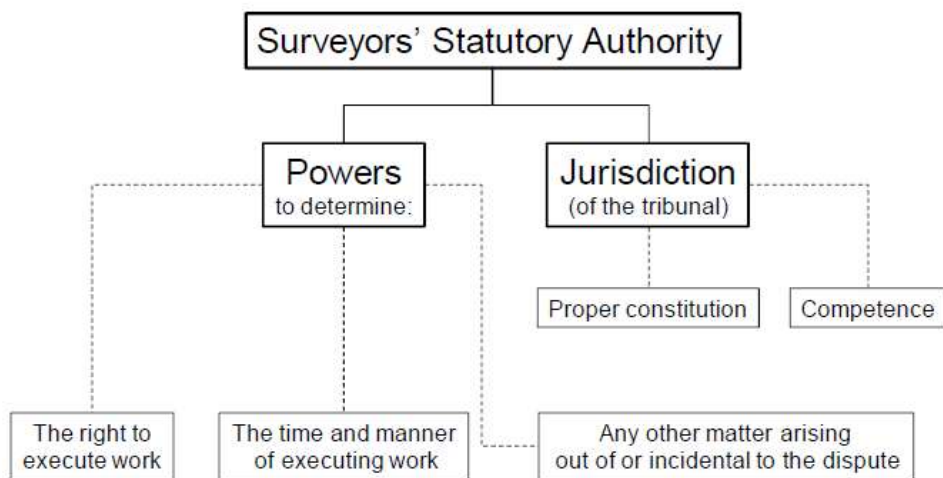 Surveyors’ Statutory Authority
Powers
to determine:
Jurisdiction
(of the tribunal)
Proper constitution
Competence
The right to
execute work
The time and manner
of executing work
Any other matter arising
out of or incidental to the dispute